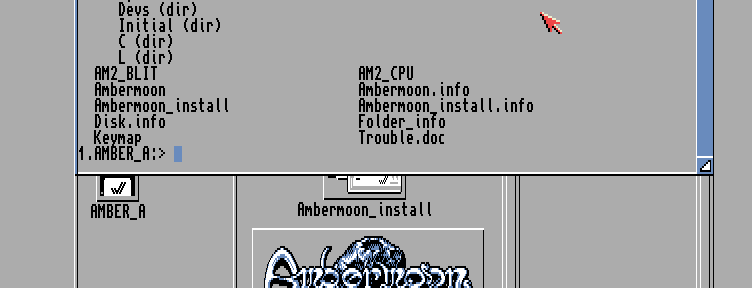 Devs (dir)
Initial (dir)
C (dir)
L (dir)
AM2_BLIT AM2_CPU
Ambermoon Ambermoon.info
Ambermoon_install Ambermoon_install.info
Disk.info Folder_info
Keymap Trouble.doc
1.AMBER_A:>
AMBER_A Ambermoon_install
Ambermoon